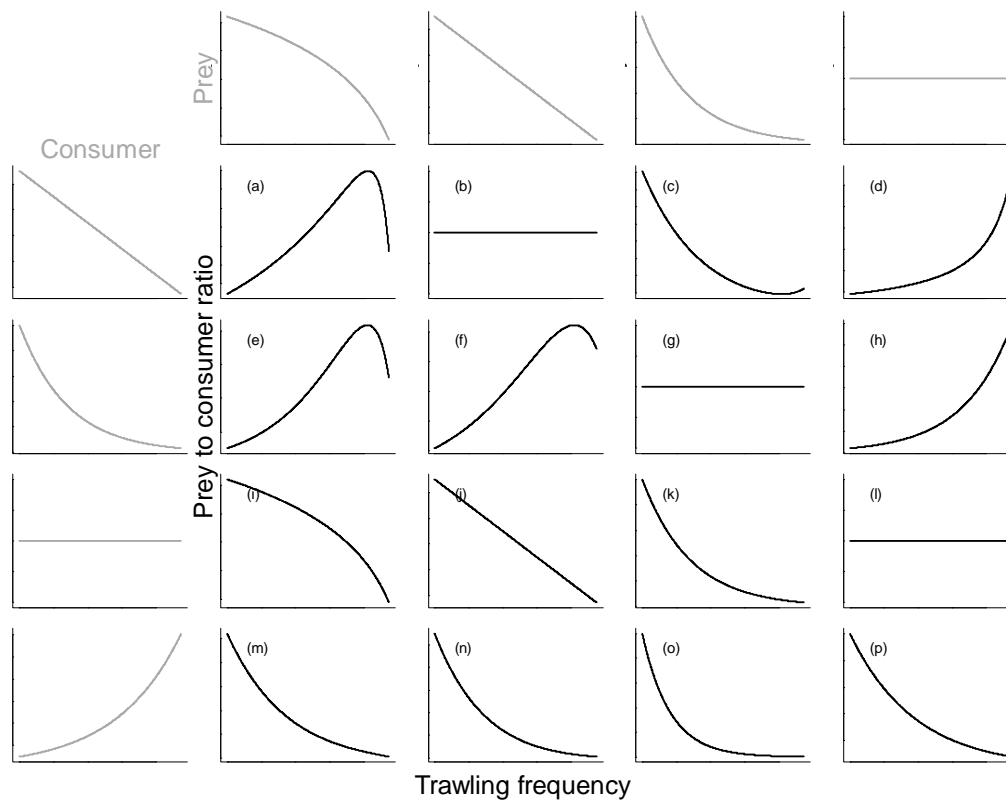 Prey
Consumer
(a)
(b)
(c)
(d)
Prey to consumer ratio
(e)
(f)
(g)
(h)
(i)
(j)
(k)
(l)
(m)
(n)
(o)
(p)
Trawling frequency